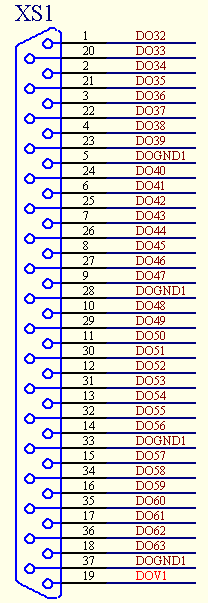 XS1
1 DO32
20 DO33
2 DO34
21 DO35
3 DO36
22 DO37
4 DO38
23 DO39
5 DOGND1
24 DO40
6 DO41
25 DO42
7 DO43
26 DO44
8 DO45
27 DO46
9 DO47
28 DOGND1
10 DO48
29 DO49
11 DO50
30 DO51
12 DO52
31 DO53
13 DO54
32 DO55
14 DO56
33 DOGND1
15 DO57
34 DO58
16 DO59
35 DO60
17 DO61
36 DO62
18 DO63
37 DOGND1
19 DOV1